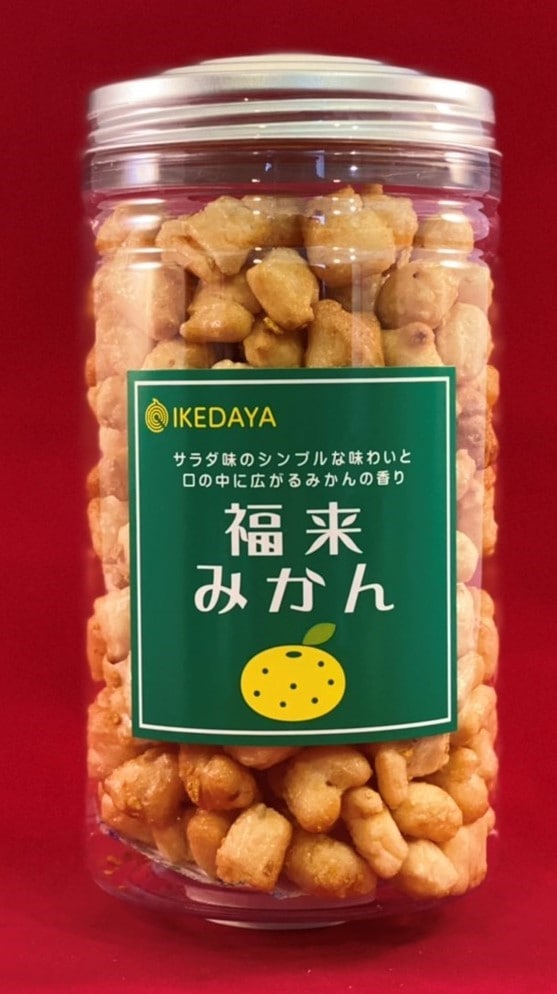 IKEDAYA
サラダ味のシンプルな味わいと
口の中に広がるみかんの香り
福来
みかん